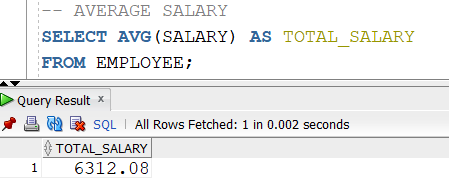 -- AVERAGE SALARY
SELECT AVG(SALARY) AS TOTAL_SALARY
FROM EMPLOYEE;
Query Result x
SQL | All Rows Fetched: 1 in 0.002 seconds
TOTAL_SALARY
1 6312.08